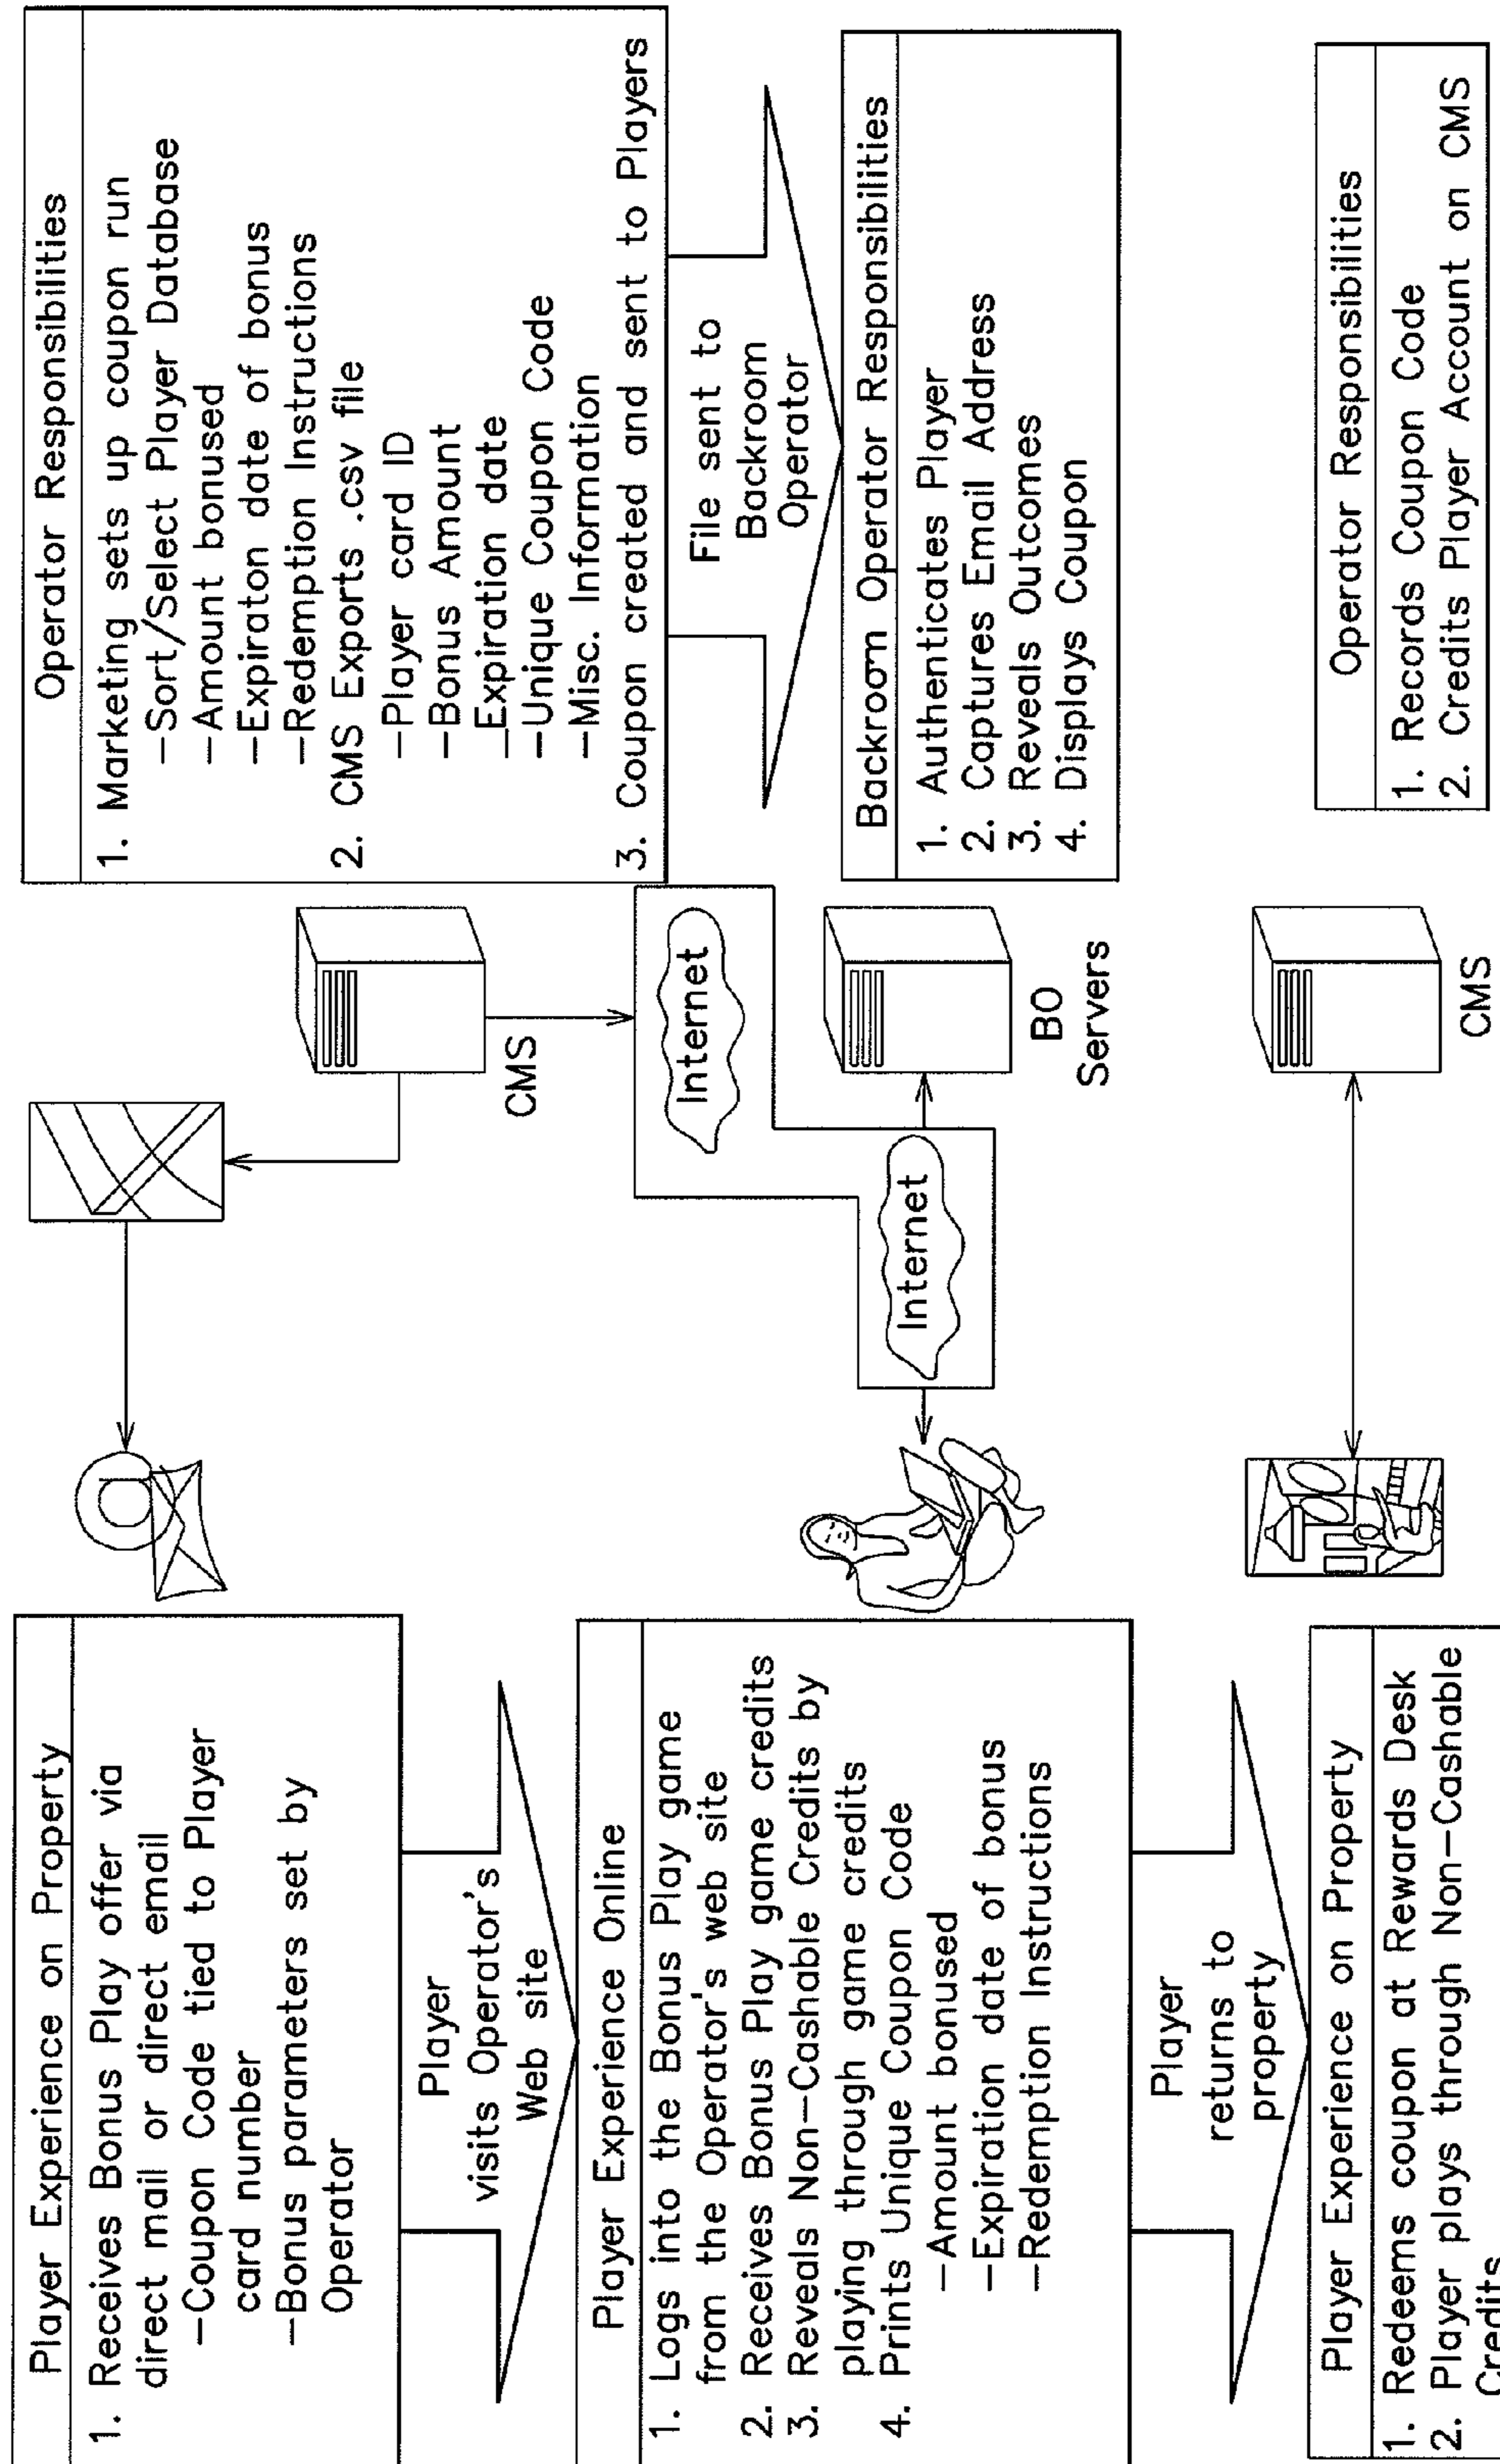 Player Experience on Property
1. Receives Bonus Play offer via
direct mail or direct email
–Coupon Code tied to Player
card number
–Bonus parameters set by
Operator
Player
visits Operator's
Web site
Player Experience Online
1. Logs into the Bonus Play game
from the Operator's web site
2. Receives Bonus Play game credits
3. Reveals Non–Cashable Credits by
playing through game credits
4. Prints Unique Coupon Code
–Amount bonused
–Expiration date of bonus
–Redemption Instructions
Player
returns to
property
Player Experience on Property
1. Redeems coupon at Rewards Desk
2. Player plays through Non–Cashable
Credits
CMS
Internet
Internet
BO
Servers
CMS
Operator Responsibilities
1. Marketing sets up coupon run
–Sort/Select Player Database
–Amount bonused
–Expiraton date of bonus
–Redemption Instructions
2. CMS Exports .csv file
–Player card ID
–Bonus Amount
–Expiration date
–Unique Coupon Code
–Misc. Information
3. Coupon created and sent to Players
File sent to
Backroom
Operator
Backroom Operator Responsibilities
1. Authenticates Player
2. Captures Email Address
3. Reveals Outcomes
4. Displays Coupon
Operator Responsibilities
1. Records Coupon Code
2. Credits Player Account on CMS